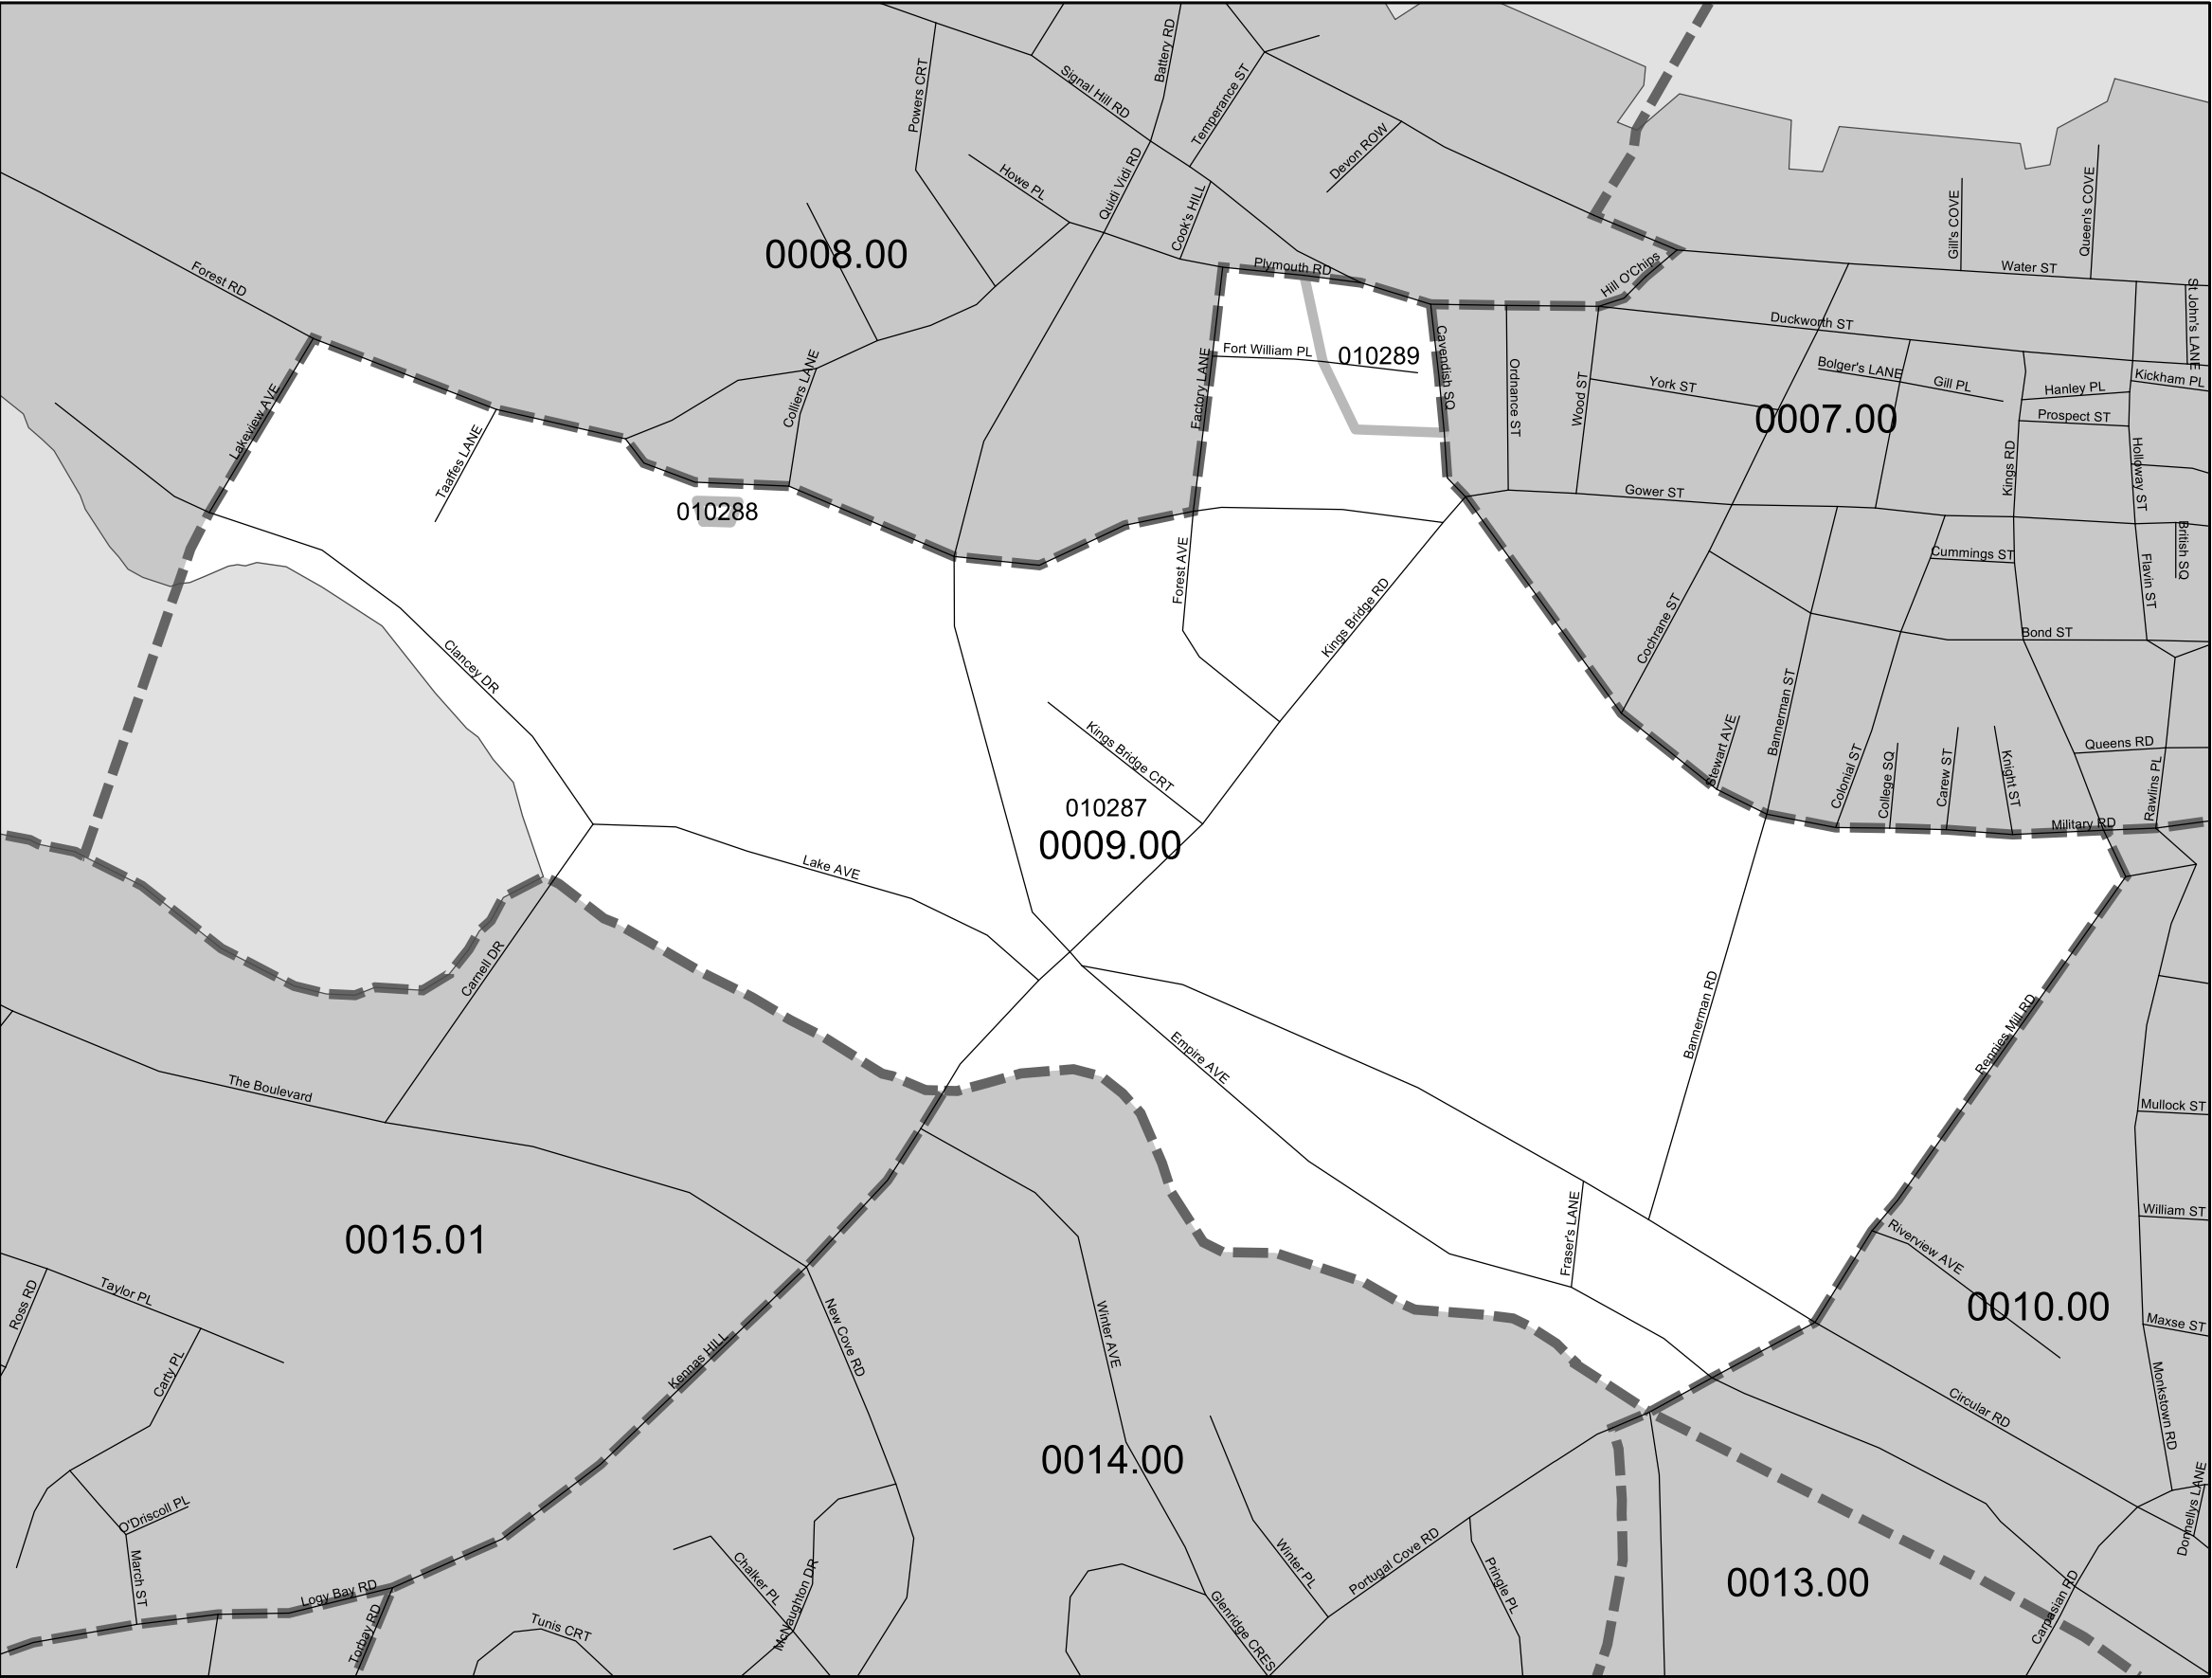 Battery RD
Powers CRT
Signal Hill RD
Temperance ST
Devon ROW
Howe PL
Quidi Vidi RD
Cook's HILL
Gill's COVE
Queen's COVE
0008.00
Forest RD
Plymouth RD
Hill O'Chips
Water ST
St John's LANE
Duckworth ST
Fort William PL
010289
Cavendish SQ
Factory LANE
Ordnance ST
Wood ST
York ST
Bolger's LANE
Gill PL
Hanley PL
Kickham PL
Prospect ST
0007.00
Colliers LANE
Lakeview AVE
Taaffes LANE
010288
Kings RD
Holloway ST
Gower ST
British SQ
Cummings ST
Flavin ST
Forest AVE
Kings Bridge RD
Cochrane ST
Bond ST
Clancey DR
Bannerman ST
Stewart AVE
Kings Bridge CRT
Colonial ST
College SQ
Carew ST
Knight ST
Queens RD
Rawlins PL
010287
0009.00
Military RD
Lake AVE
Carnell DR
Bannerman RD
Rennies Mill RD
Empire AVE
The Boulevard
Mullock ST
Fraser's LANE
William ST
Riverview AVE
0015.01
0010.00
Taylor PL
Ross RD
Winter AVE
New Cove RD
Maxse ST
Carty PL
Kennas HILL
Monkstown RD
Circular RD
0014.00
Donnellys LANE
O'Driscoll PL
March ST
Chalker PL
McNaughton DR
Winter PL
Portugal Cove RD
Pringle PL
0013.00
Logy Bay RD
Torbay RD
Tunis CRT
Glenridge CRES
Carpasian RD